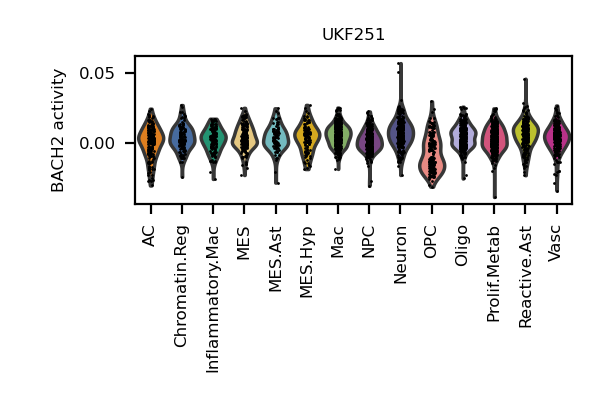 UKF251
BACH2 activity
0.05
0.00
AC
Chromatin.Reg
Inflammatory.Mac
MES
MES.Ast
MES.Hyp
Mac
NPC
Neuron
OPC
Oligo
Prolif.Metab
Reactive.Ast
Vasc